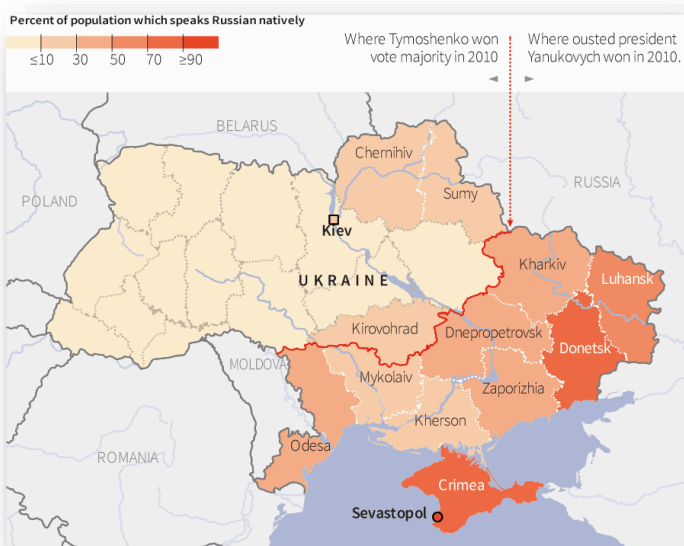 Percent of population which speaks Russian natively
≤10 30 50 70 ≥90
Where Tymoshenko won
vote majority in 2010
Where ousted president
Yanukovych won in 2010.
BELARUS
Chernihiv
POLAND
RUSSIA
Sumy
Kiev
UKRAINE
Kharkiv
Luhansk
Kirovohrad
Dnepropetrovsk
Donetsk
MOLDOVA
Mykolaiv
Zaporizhia
Kherson
Odesa
ROMANIA
Crimea
Sevastopol